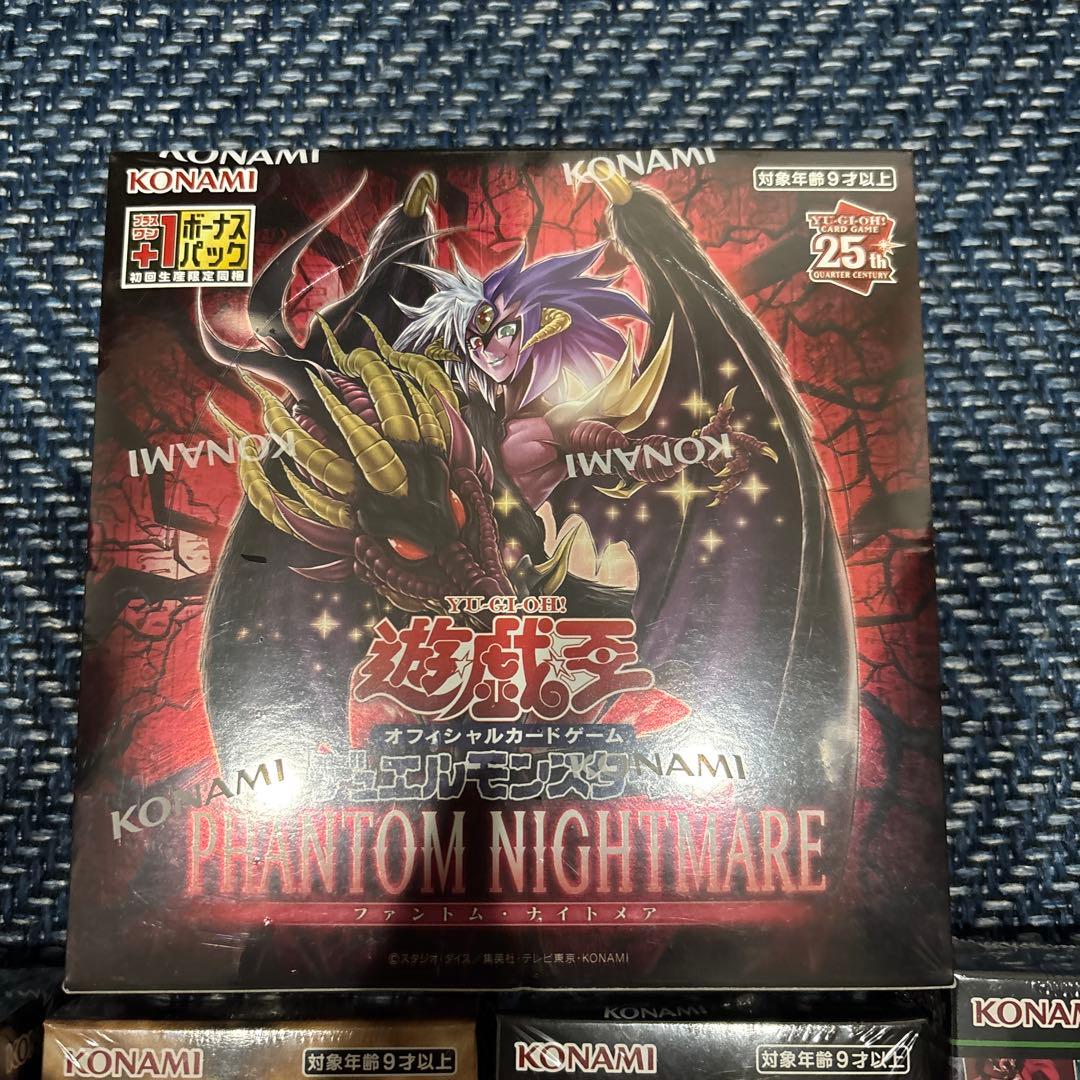 KONAMI
KONAMI
KONAMI
対象年齢9才以上
プラスワン
+1
ボーナスパック
初回生産限定同梱
YU-GI-OH!
CARD GAME
25th
QUARTER CENTURY
KONAMI
KONAMI
YU-GI-OH!
遊☆戯☆王
オフィシャルカードゲーム
デュエルモンスターズ
KONAMI
KONAMI
PHANTOM NIGHTMARE
ファントム・ナイトメア
©スタジオ・ダイス/集英社・テレビ東京・KONAMI
KONAMI
対象年齢9才以上
KONAMI
対象年齢9才以上
KONAM